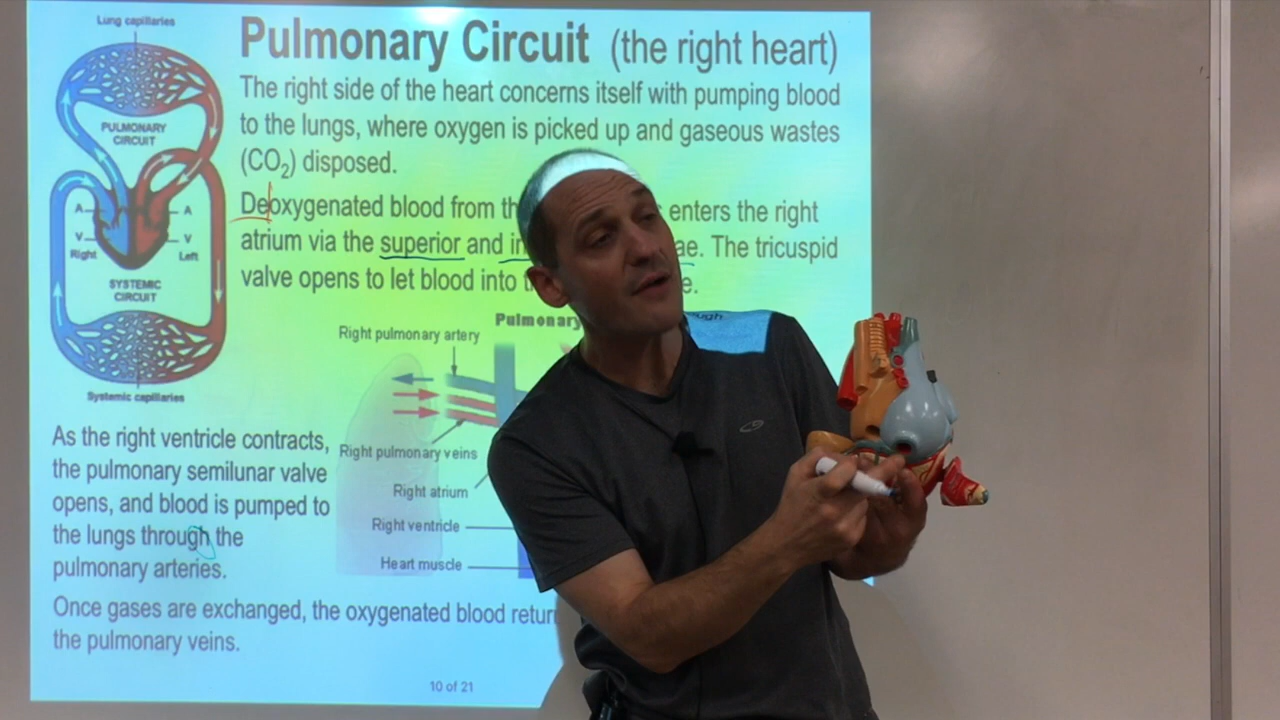 Lung capillaries
PULMONARY
CIRCUIT
A
A
V
V
Right
Left
SYSTEMIC
CIRCUIT
Systemic capillaries
Pulmonary Circuit (the right heart)
The right side of the heart concerns itself with pumping blood
to the lungs, where oxygen is picked up and gaseous wastes
(CO₂) disposed.
Deoxygenated blood from enters the right
atrium via the superior and The tricuspid
valve opens to let blood into
Pulmonary
Right pulmonary artery
Right pulmonary veins
Right atrium
Right ventricle
Heart muscle
As the right ventricle contracts,
the pulmonary semilunar valve
opens, and blood is pumped to
the lungs through the
pulmonary arteries.
Once gases are exchanged, the oxygenated blood
the pulmonary veins.
10 of 21